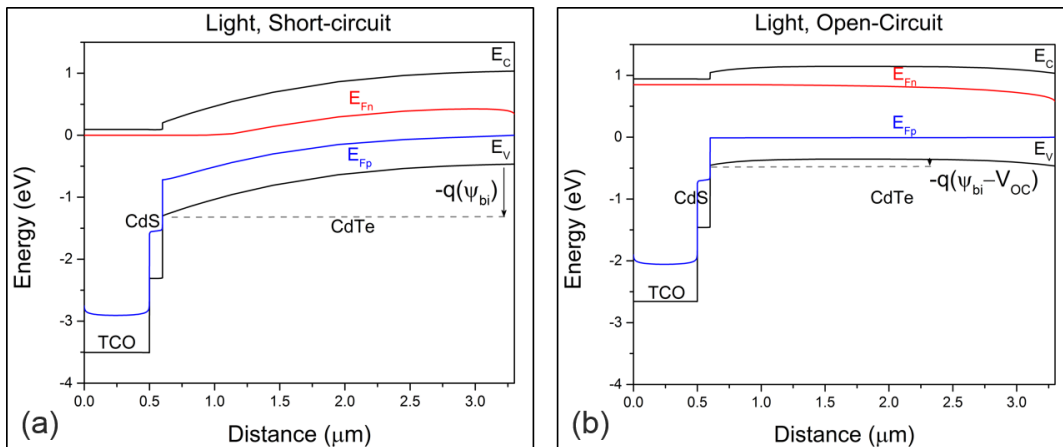 Light, Short-circuit
E_C
E_Fn
E_Fp
E_V
-q(ψ_bi)
CdS
CdTe
TCO
1
0
-1
-2
-3
-4
Energy (eV)
0.0 0.5 1.0 1.5 2.0 2.5 3.0
Distance (μm)
(a)
Light, Open-Circuit
E_C
E_Fn
E_Fp
E_V
-q(ψ_bi–V_OC)
CdS
CdTe
TCO
1
0
-1
-2
-3
-4
Energy (eV)
0.0 0.5 1.0 1.5 2.0 2.5 3.0
Distance (μm)
(b)